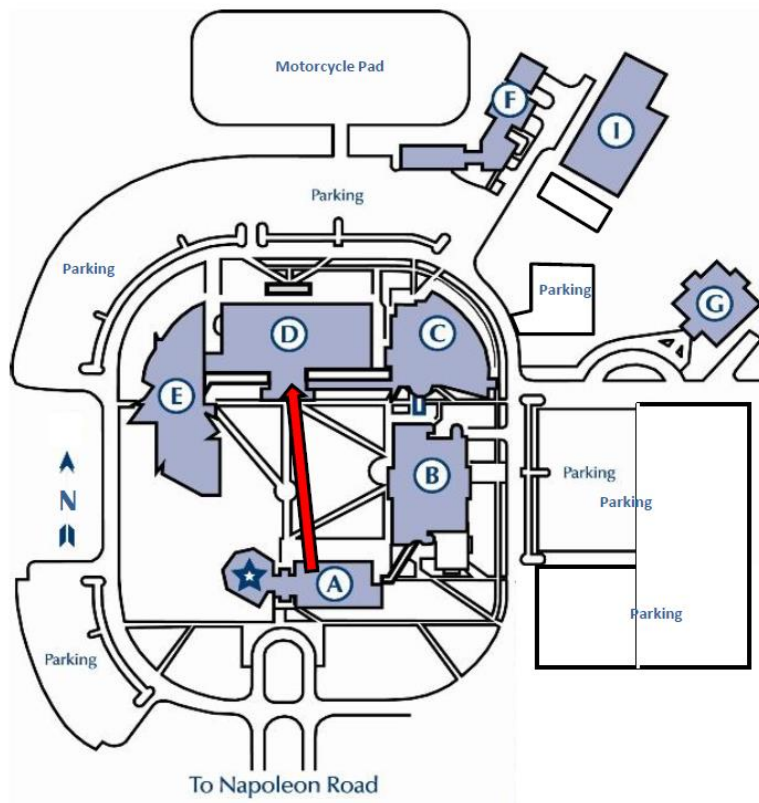 Motorcycle Pad
F
I
Parking
Parking
Parking
G
D
C
E
B
N
Parking
Parking
A
Parking
Parking
To Napoleon Road